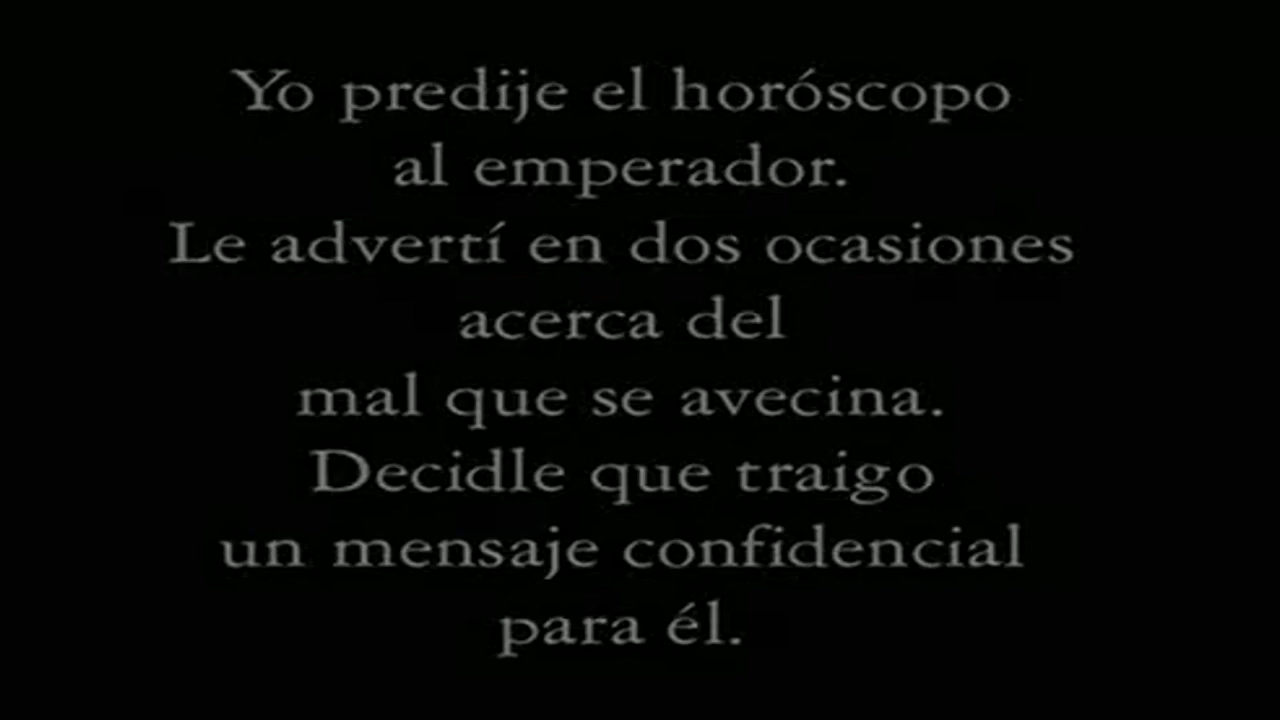 Yo predije el horóscopo
al emperador.
Le advertí en dos ocasiones
acerca del
mal que se avecina.
Decidle que traigo
un mensaje confidencial
para él.